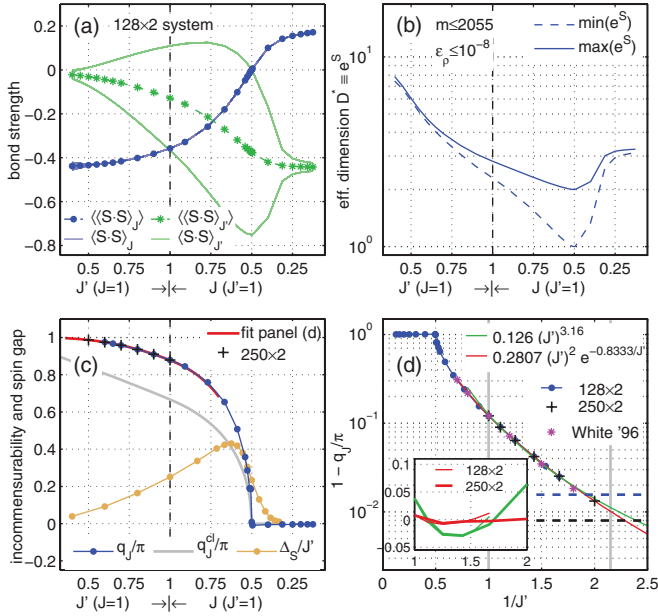 (a) 128×2 system
0.2
0
−0.2
−0.4
−0.6
−0.8
bond strength
⟨⟨S·S⟩J⟩ ⟨⟨S·S⟩J'⟩
⟨S·S⟩J ⟨S·S⟩J'
0.5 0.75 1 0.75 0.5 0.25
J' (J=1) →|← J (J'=1)
(b) m≤2055
ερ≤10⁻⁸
min(eˢ)
max(eˢ)
10¹
10⁰
eff. dimension D* ≡ eˢ
0.5 0.75 1 0.75 0.5 0.25
J' (J=1) →|← J (J'=1)
(c)
fit panel (d)
250×2
1
0.8
0.6
0.4
0.2
0
−0.2
incommensurability and spin gap
qJ/π qJᶜˡ/π ΔS/J'
0.5 0.75 1 0.75 0.5 0.25
J' (J=1) →|← J (J'=1)
(d)
0.126 (J')³·¹⁶
0.2807 (J')² e^−0.8333/J'
128×2
250×2
White '96
10⁰
10⁻¹
10⁻²
1 − qJ/π
0.1
0.05
0
−0.05
128×2
250×2
1 1.5 2
0 0.5 1 1.5 2 2.5
1/J'